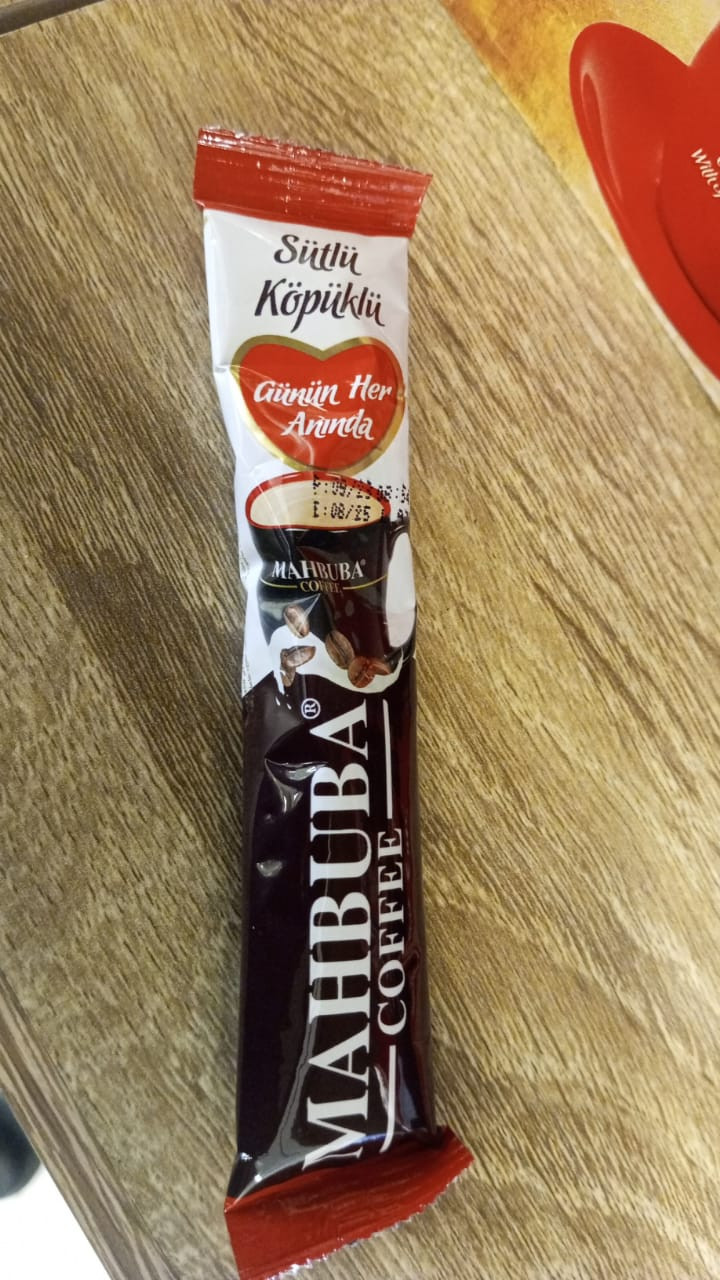 Sütlü
Köpüklü
Günün Her
Anında
E:08/25
MAHBUBA®
COFFEE
MAHBUBA®
COFFEE